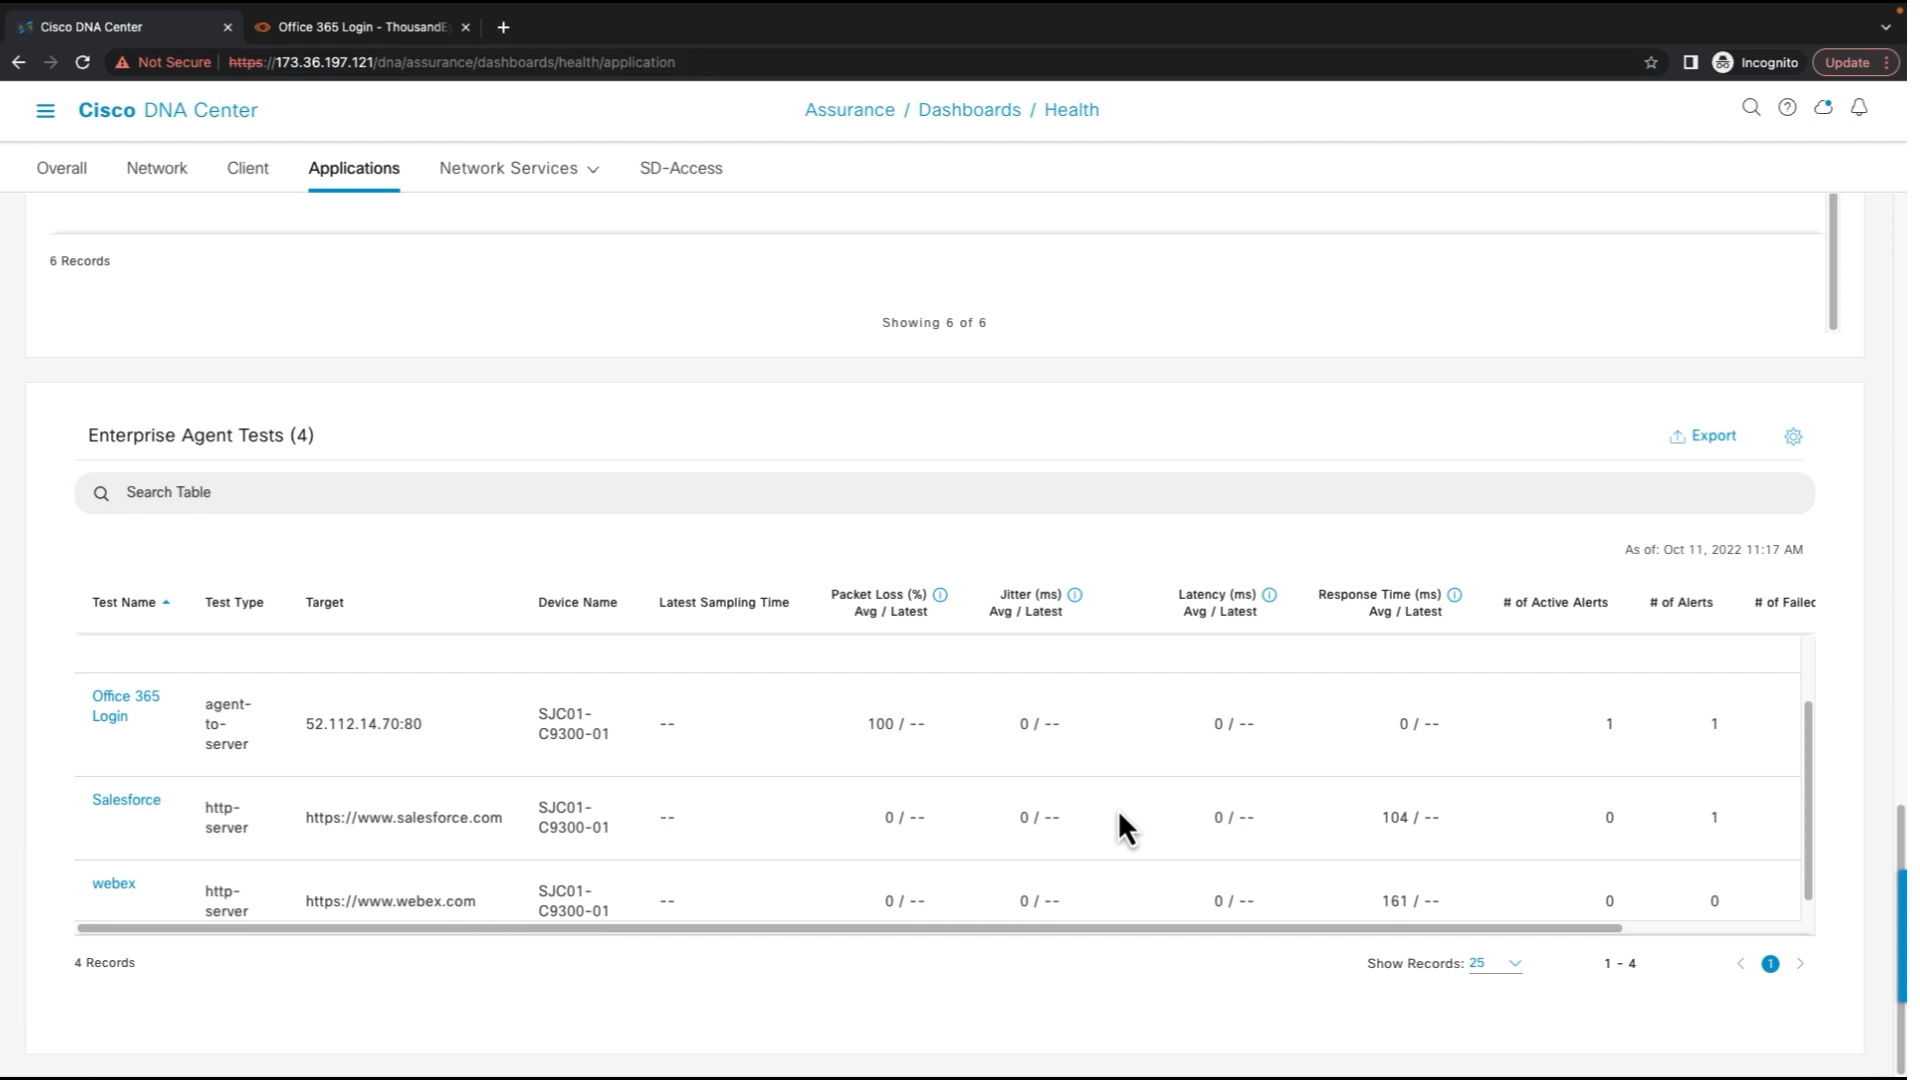 Cisco DNA Center
Office 365 Login - ThousandE
Not Secure https://173.36.197.121/dna/assurance/dashboards/health/application
Incognito
Update
Cisco DNA Center
Assurance / Dashboards / Health
Overall Network Client Applications Network Services SD-Access
6 Records
Showing 6 of 6
Enterprise Agent Tests (4)
Export
Search Table
As of: Oct 11, 2022 11:17 AM
Test Name Test Type Target Device Name Latest Sampling Time Packet Loss (%) Jitter (ms) Latency (ms) Response Time (ms) # of Active Alerts # of Alerts # of Failed
Avg / Latest Avg / Latest Avg / Latest Avg / Latest
Office 365
Login
agent-
to-
server
52.112.14.70:80
SJC01-
C9300-01
-- 100 / -- 0 / -- 0 / -- 0 / -- 1 1
Salesforce
http-
server
https://www.salesforce.com
SJC01-
C9300-01
-- 0 / -- 0 / -- 0 / -- 104 / -- 0 1
webex
http-
server
https://www.webex.com
SJC01-
C9300-01
-- 0 / -- 0 / -- 0 / -- 161 / -- 0 0
4 Records
Show Records: 25 1 - 4 1